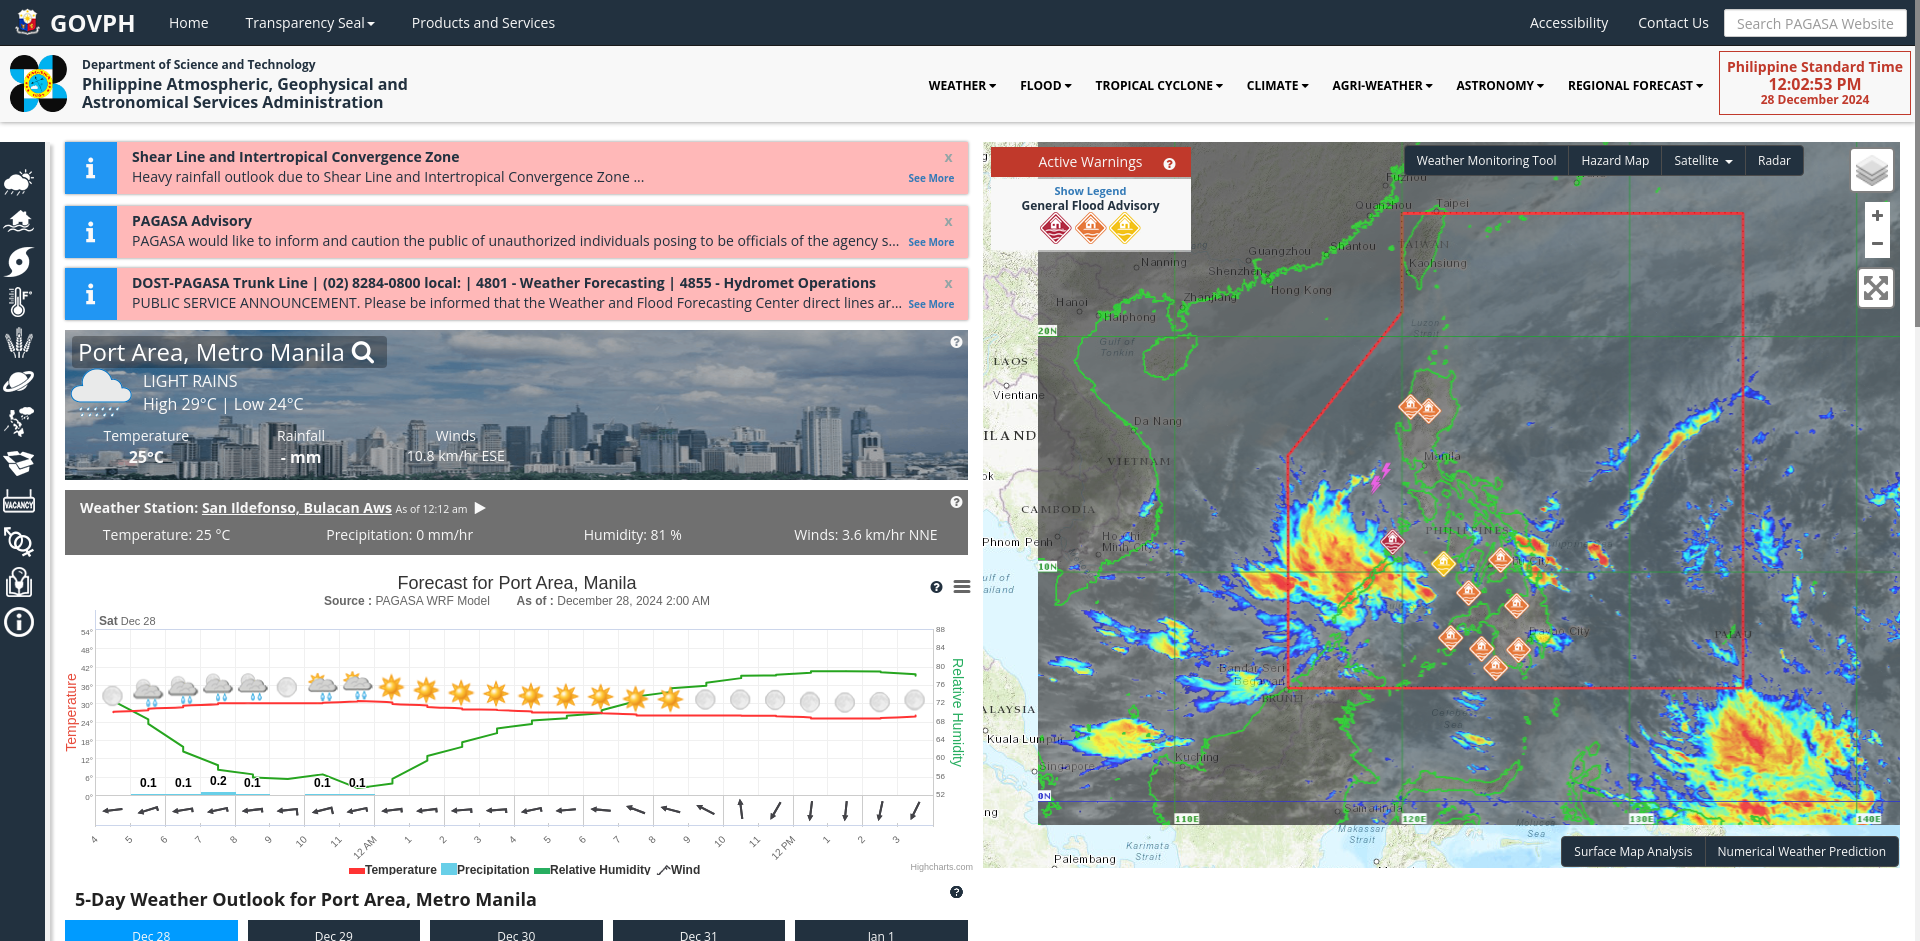 GOVPH
Home
Transparency Seal
Products and Services
Accessibility
Contact Us
Search PAGASA Website
Department of Science and Technology
Philippine Atmospheric, Geophysical and
Astronomical Services Administration
WEATHER
FLOOD
TROPICAL CYCLONE
CLIMATE
AGRI-WEATHER
ASTRONOMY
REGIONAL FORECAST
Philippine Standard Time
12:02:53 PM
28 December 2024
Shear Line and Intertropical Convergence Zone
x
Heavy rainfall outlook due to Shear Line and Intertropical Convergence Zone ...
See More
PAGASA Advisory
x
PAGASA would like to inform and caution the public of unauthorized individuals posing to be officials of the agency s...
See More
DOST-PAGASA Trunk Line | (02) 8284-0800 local: | 4801 - Weather Forecasting | 4855 - Hydromet Operations
x
PUBLIC SERVICE ANNOUNCEMENT. Please be informed that the Weather and Flood Forecasting Center direct lines ar...
See More
VACANCY
Port Area, Metro Manila
LIGHT RAINS
High 29°C | Low 24°C
Temperature
Rainfall
Winds
25°C
- mm
10.8 km/hr ESE
Weather Station: San Ildefonso, Bulacan Aws As of 12:12 am
Temperature: 25 °C
Precipitation: 0 mm/hr
Humidity: 81 %
Winds: 3.6 km/hr NNE
Forecast for Port Area, Manila
Source : PAGASA WRF Model
As of : December 28, 2024 2:00 AM
Sat Dec 28
Temperature
54°
48°
42°
36°
30°
24°
18°
12°
6°
0°
88
84
80
76
72
68
64
60
56
52
Relative Humidity
0.1
0.1
0.2
0.1
0.1
0.1
4
5
6
7
8
9
10
11
12 AM
1
2
3
4
5
6
7
8
9
10
11
12 PM
1
2
3
Temperature
Precipitation
Relative Humidity
Wind
Highcharts.com
5-Day Weather Outlook for Port Area, Metro Manila
Dec 28
Dec 29
Dec 30
Dec 31
Jan 1
Active Warnings
Show Legend
General Flood Advisory
Weather Monitoring Tool
Hazard Map
Satellite
Radar
+
−
Fuzhou
Quanzhou
Taipei
TAIWAN
Kaohsiung
Guangzhou
Shantou
Nanning
Shenzhen
Hong Kong
Zhanjiang
Hanoi
Haiphong
Gulf of
Tonkin
Luzon
Strait
20N
LAOS
Vientiane
ILAND
Da Nang
VIETNAM
Manila
ok
CAMBODIA
Phnom Penh
Ho Chi
Minh City
PHILIPPINES
10N
ulf of
ailand
Davao City
PALAU
Bandar Seri
Begawan
BRUNEI
ALAYSIA
Kuala Lumpur
Celebes
Sea
Kuching
Singapore
0N
ng
Samarinda
110E
120E
130E
140E
Makassar
Strait
Molucca
Sea
Karimata
Strait
Palembang
Surface Map Analysis
Numerical Weather Prediction